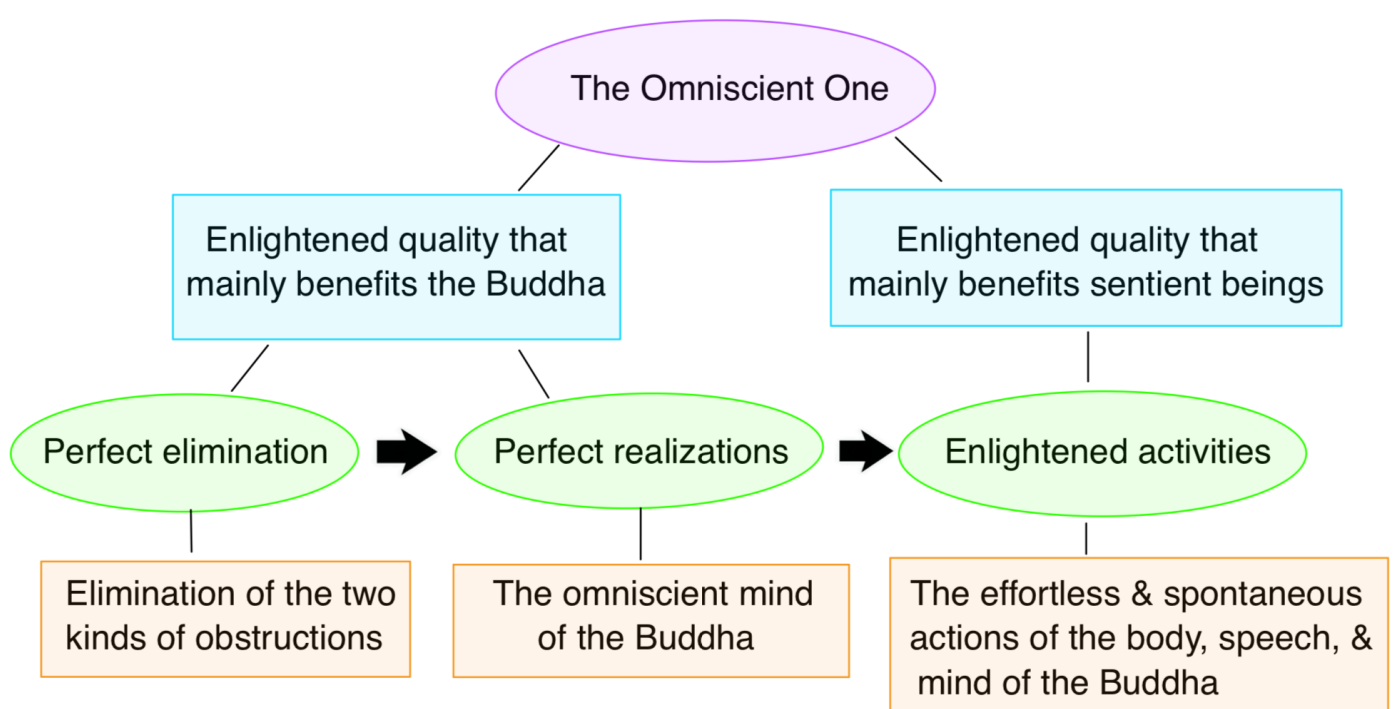 The Omniscient One
Enlightened quality that
mainly benefits the Buddha
Enlightened quality that
mainly benefits sentient beings
Perfect elimination
Perfect realizations
Enlightened activities
Elimination of the two
kinds of obstructions
The omniscient mind
of the Buddha
The effortless & spontaneous
actions of the body, speech, &
mind of the Buddha